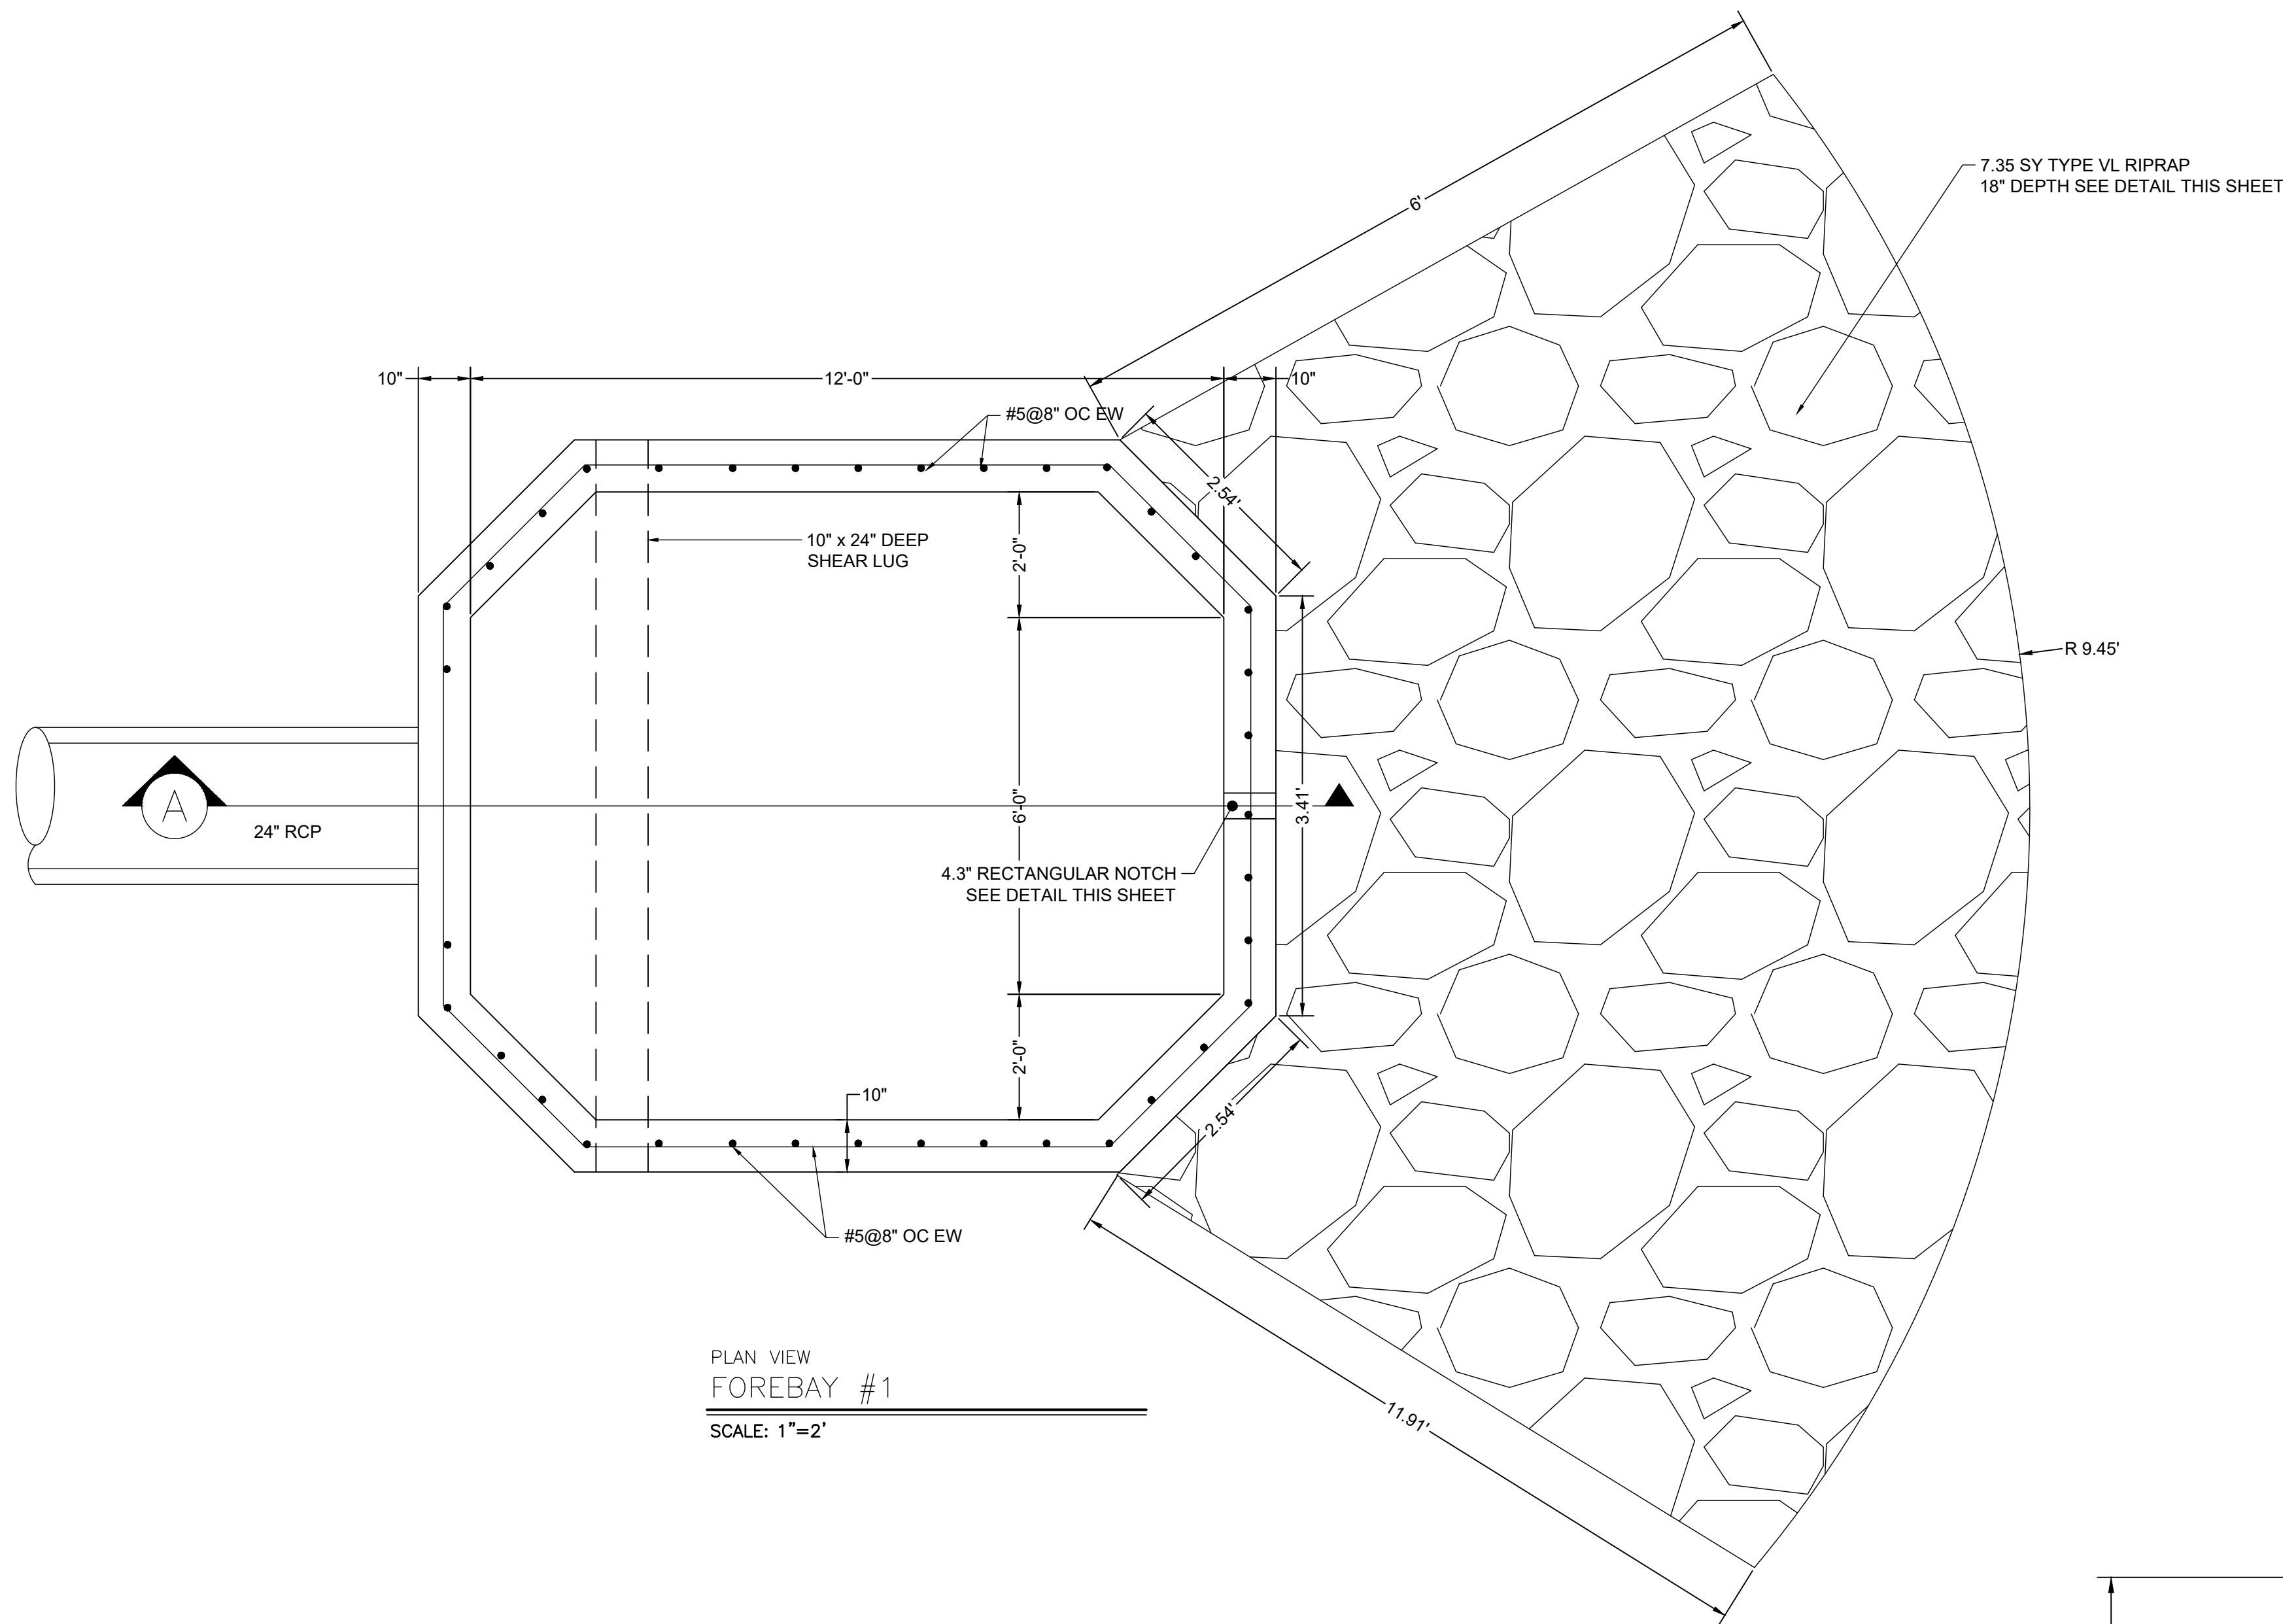 6'
7.35 SY TYPE VL RIPRAP
18" DEPTH SEE DETAIL THIS SHEET
10"
12'-0"
10"
#5@8" OC EW
2.54'
10" x 24" DEEP
SHEAR LUG
2'-0"
R 9.45'
A
24" RCP
6'-0"
3.41'
4.3" RECTANGULAR NOTCH
SEE DETAIL THIS SHEET
2'-0"
10"
2.54'
#5@8" OC EW
PLAN VIEW
FOREBAY #1
SCALE: 1"=2'
11.91'